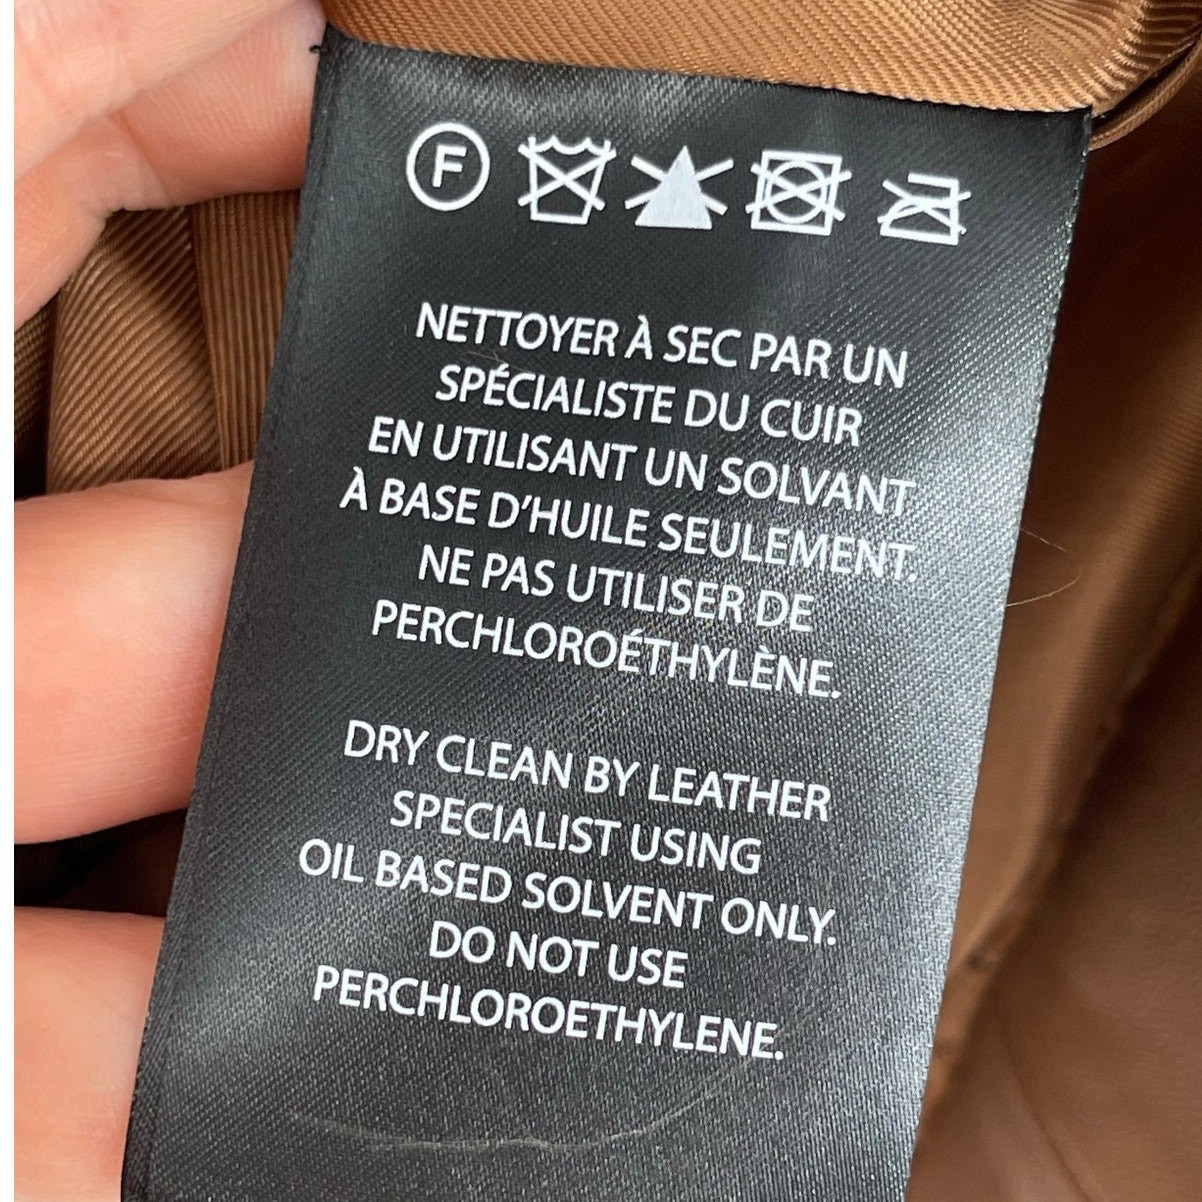 F
NETTOYER À SEC PAR UN
SPÉCIALISTE DU CUIR
EN UTILISANT UN SOLVANT
À BASE D'HUILE SEULEMENT.
NE PAS UTILISER DE
PERCHLOROÉTHYLÈNE.
DRY CLEAN BY LEATHER
SPECIALIST USING
OIL BASED SOLVENT ONLY.
DO NOT USE
PERCHLOROETHYLENE.